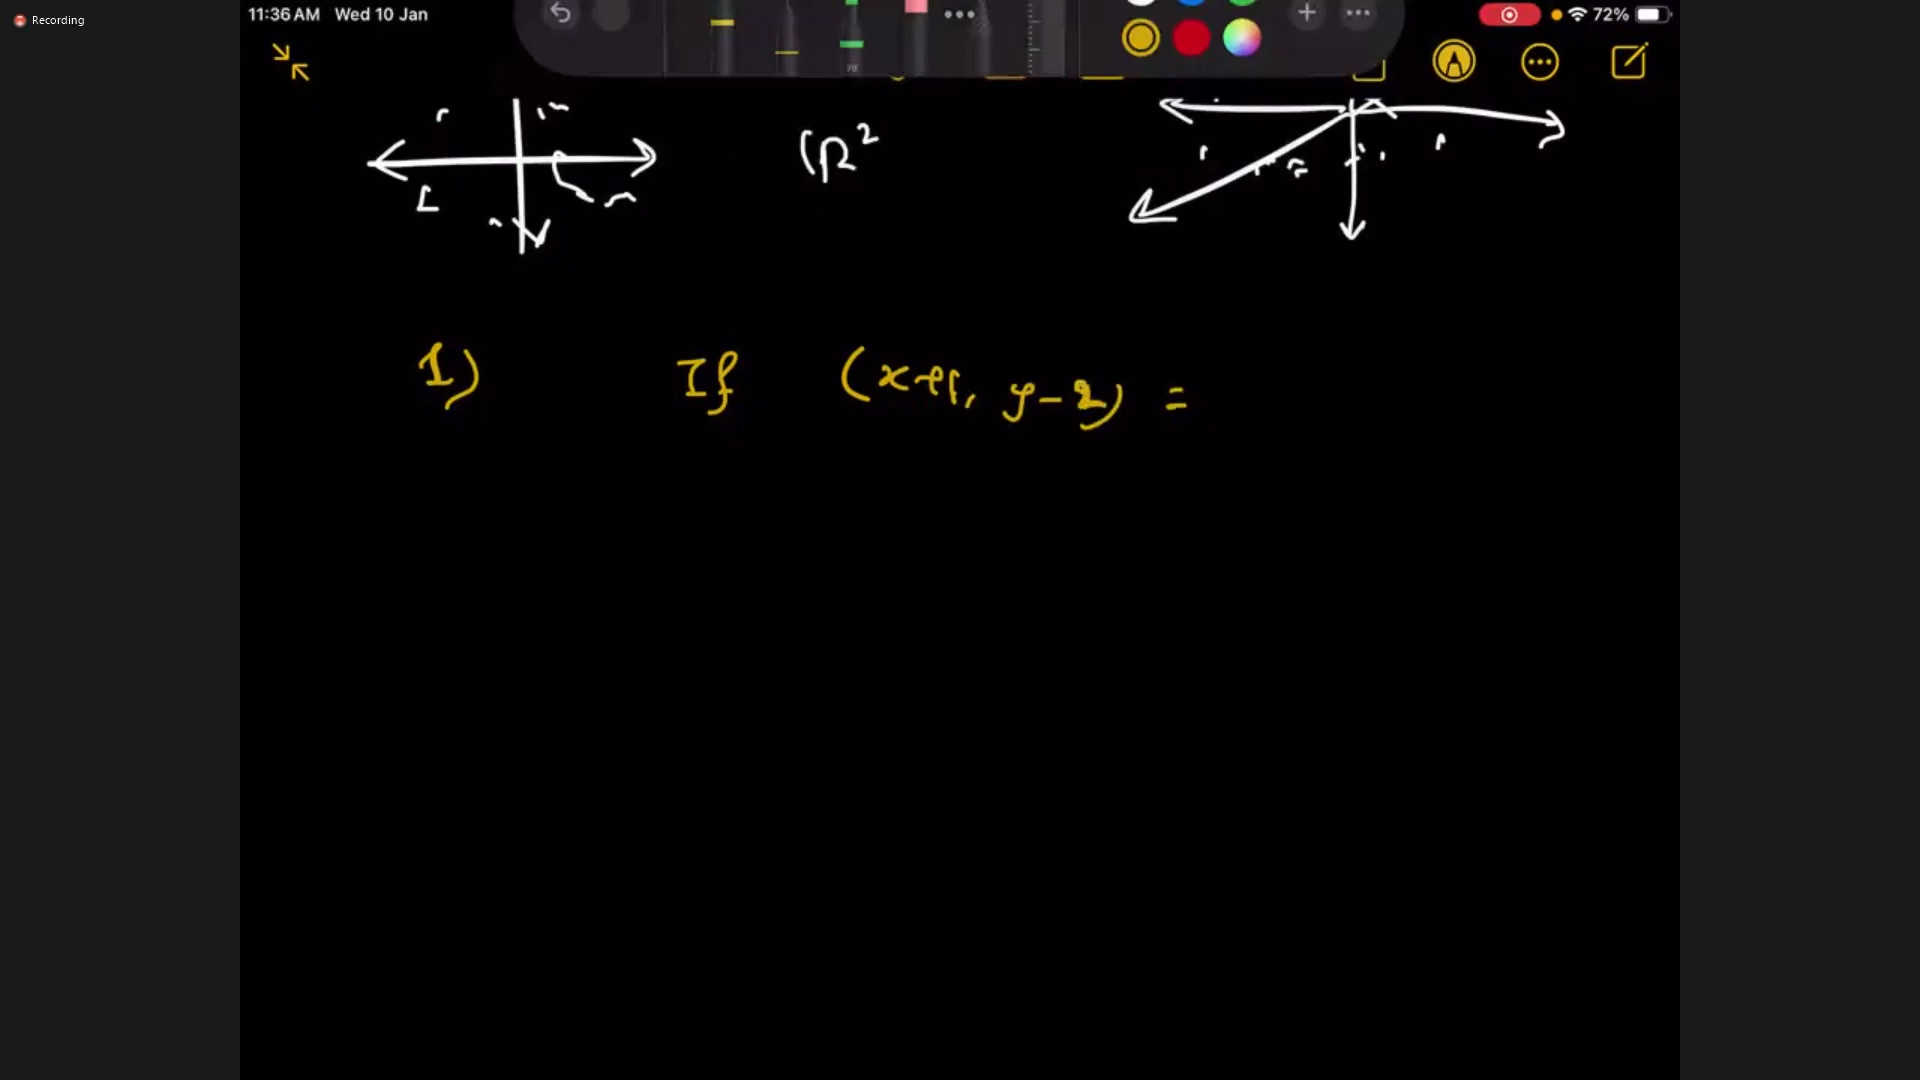 Recording
11:36 AM Wed 10 Jan
72%
R²
1) If (x+1, y-2) =